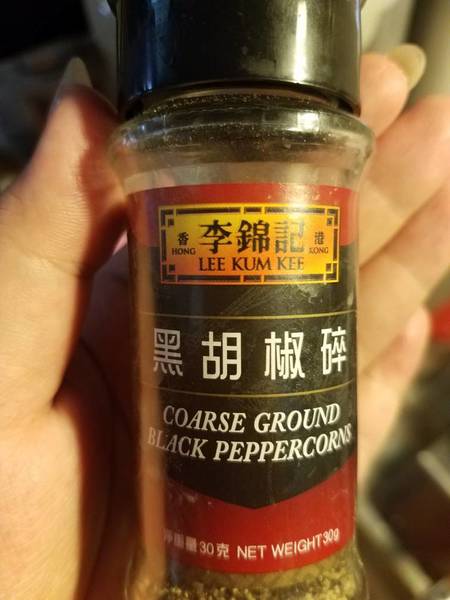 香 李錦記 港
HONG LEE KUM KEE KONG
黑胡椒碎
COARSE GROUND
BLACK PEPPERCORNS
淨重量30克 NET WEIGHT 30g